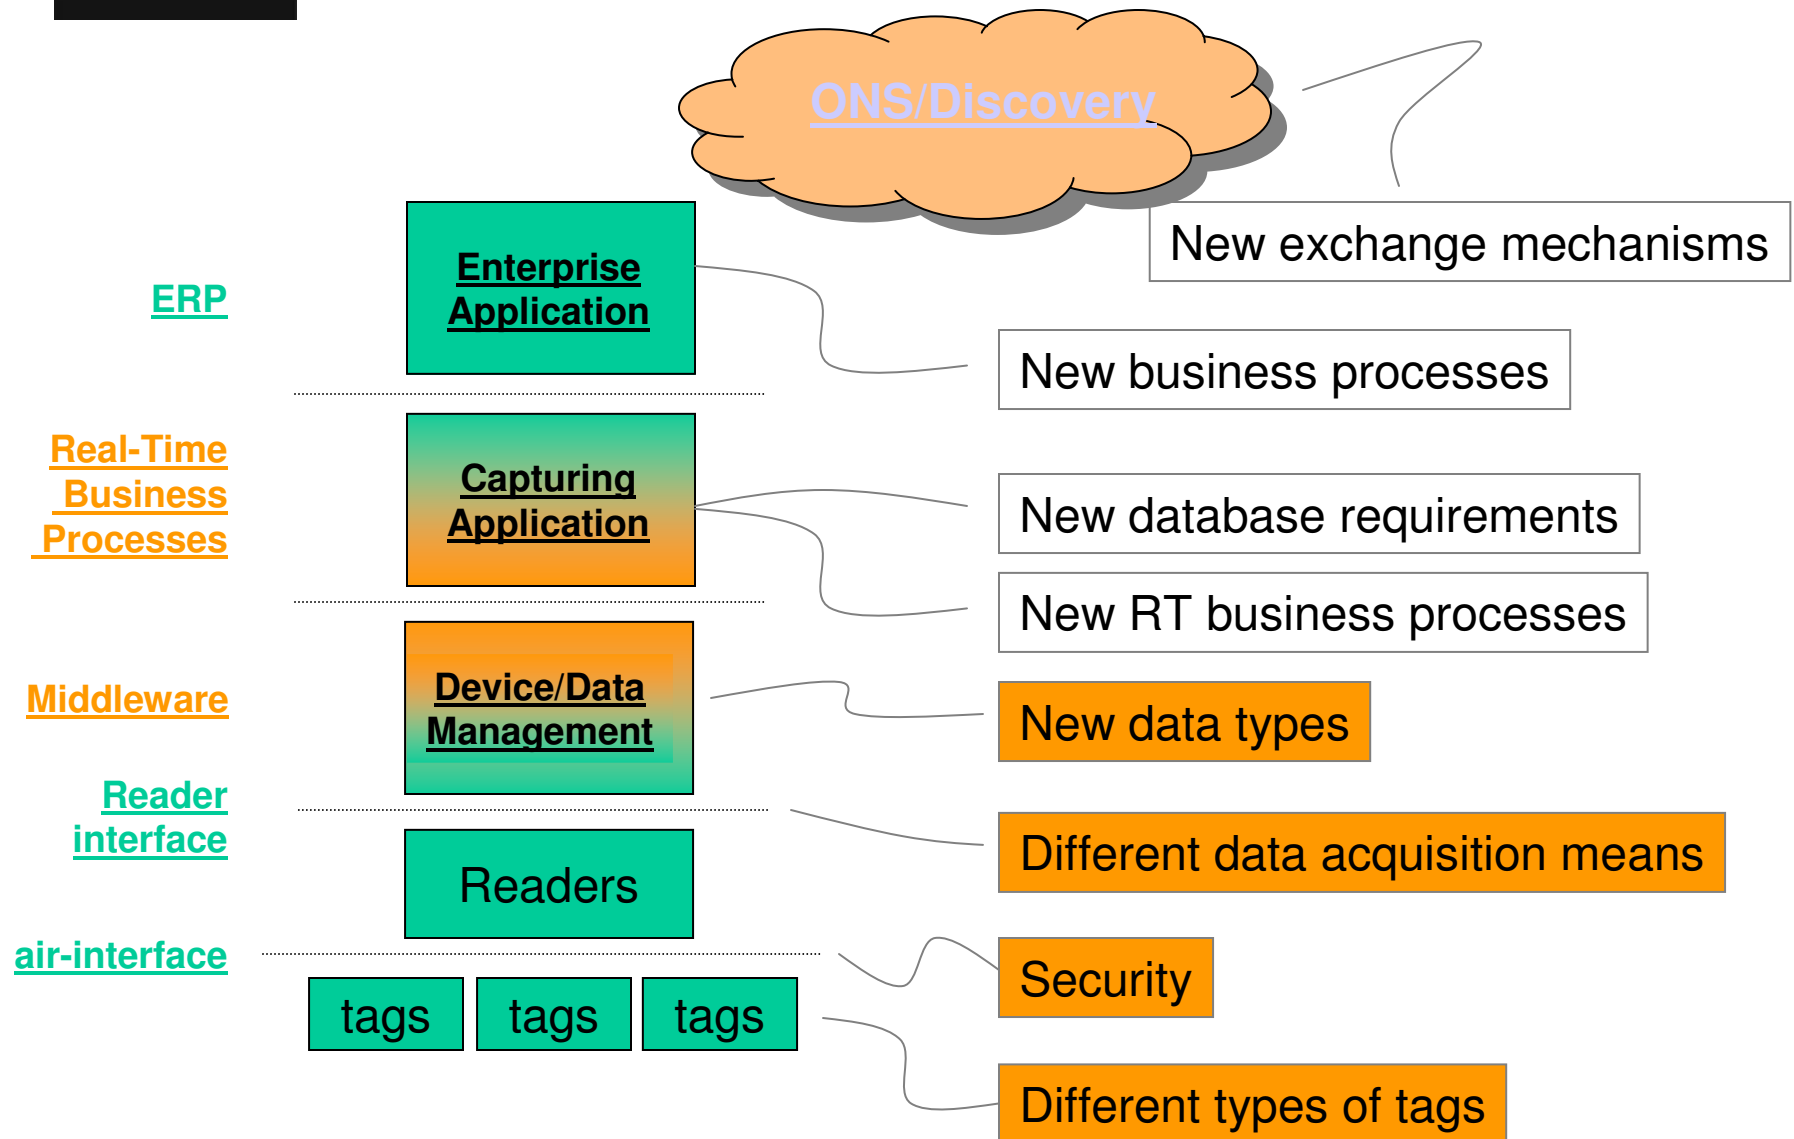 ONS/Discovery
New exchange mechanisms
ERP
Enterprise
Application
New business processes
Real-Time
Business
Processes
Capturing
Application
New database requirements
New RT business processes
Middleware
Device/Data
Management
New data types
Reader
interface
Readers
Different data acquisition means
air-interface
Security
tags
tags
tags
Different types of tags